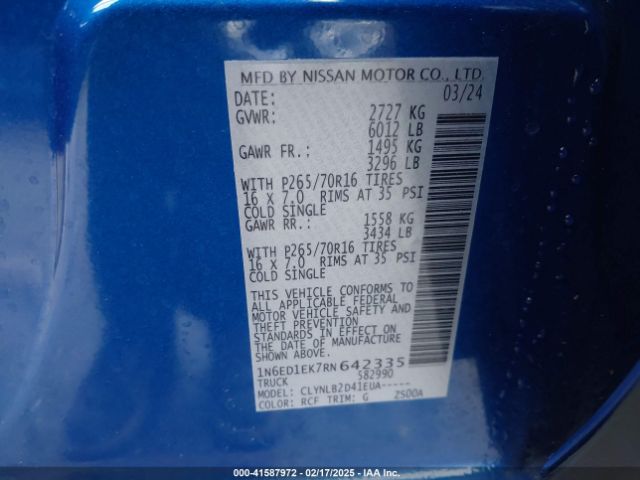 MFD BY NISSAN MOTOR CO., LTD.
DATE: 03/24
GVWR: 2727 KG
6012 LB
GAWR FR.: 1495 KG
3296 LB
WITH P265/70R16 TIRES
16 X 7.0 RIMS AT 35 PSI
COLD SINGLE
GAWR RR.: 1558 KG
3434 LB
WITH P265/70R16 TIRES
16 X 7.0 RIMS AT 35 PSI
COLD SINGLE
THIS VEHICLE CONFORMS TO
ALL APPLICABLE FEDERAL
MOTOR VEHICLE SAFETY AND
THEFT PREVENTION
STANDARDS IN EFFECT ON
THE DATE OF MANUFACTURE
SHOWN ABOVE.
1N6ED1EK7RN642335
TRUCK 582990
MODEL: CLYNLB2D41EUA-----
COLOR: RCF TRIM: G Z500A
000-41587972 - 02/17/2025 - IAA Inc.